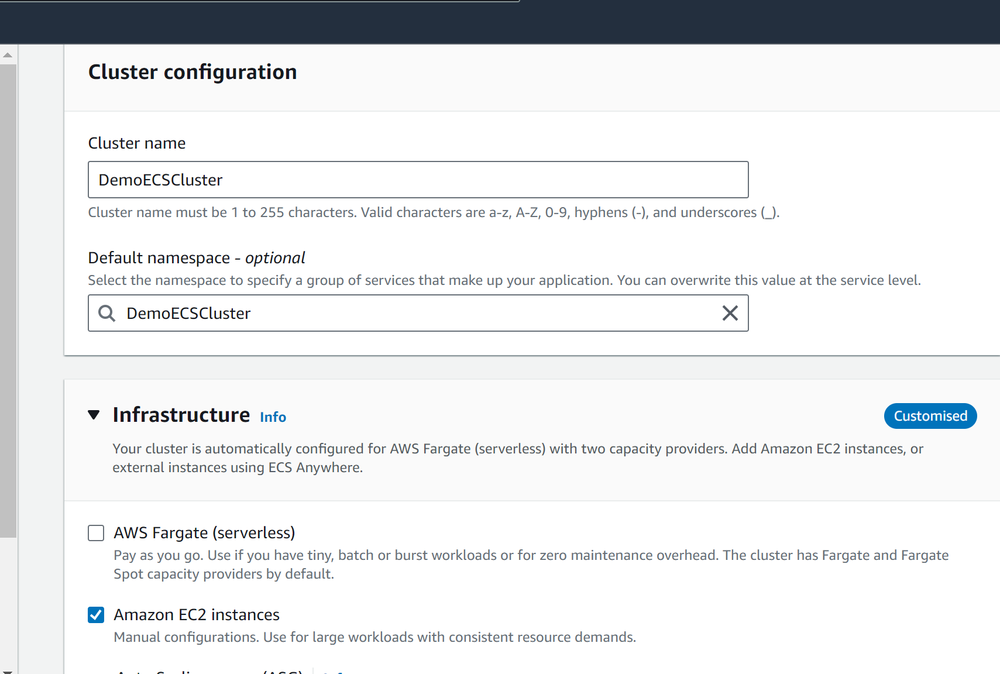 Cluster configuration
Cluster name
DemoECSCluster
Cluster name must be 1 to 255 characters. Valid characters are a-z, A-Z, 0-9, hyphens (-), and underscores (_).
Default namespace - optional
Select the namespace to specify a group of services that make up your application. You can overwrite this value at the service level.
DemoECSCluster
Infrastructure Info
Customised
Your cluster is automatically configured for AWS Fargate (serverless) with two capacity providers. Add Amazon EC2 instances, or
external instances using ECS Anywhere.
AWS Fargate (serverless)
Pay as you go. Use if you have tiny, batch or burst workloads or for zero maintenance overhead. The cluster has Fargate and Fargate
Spot capacity providers by default.
Amazon EC2 instances
Manual configurations. Use for large workloads with consistent resource demands.